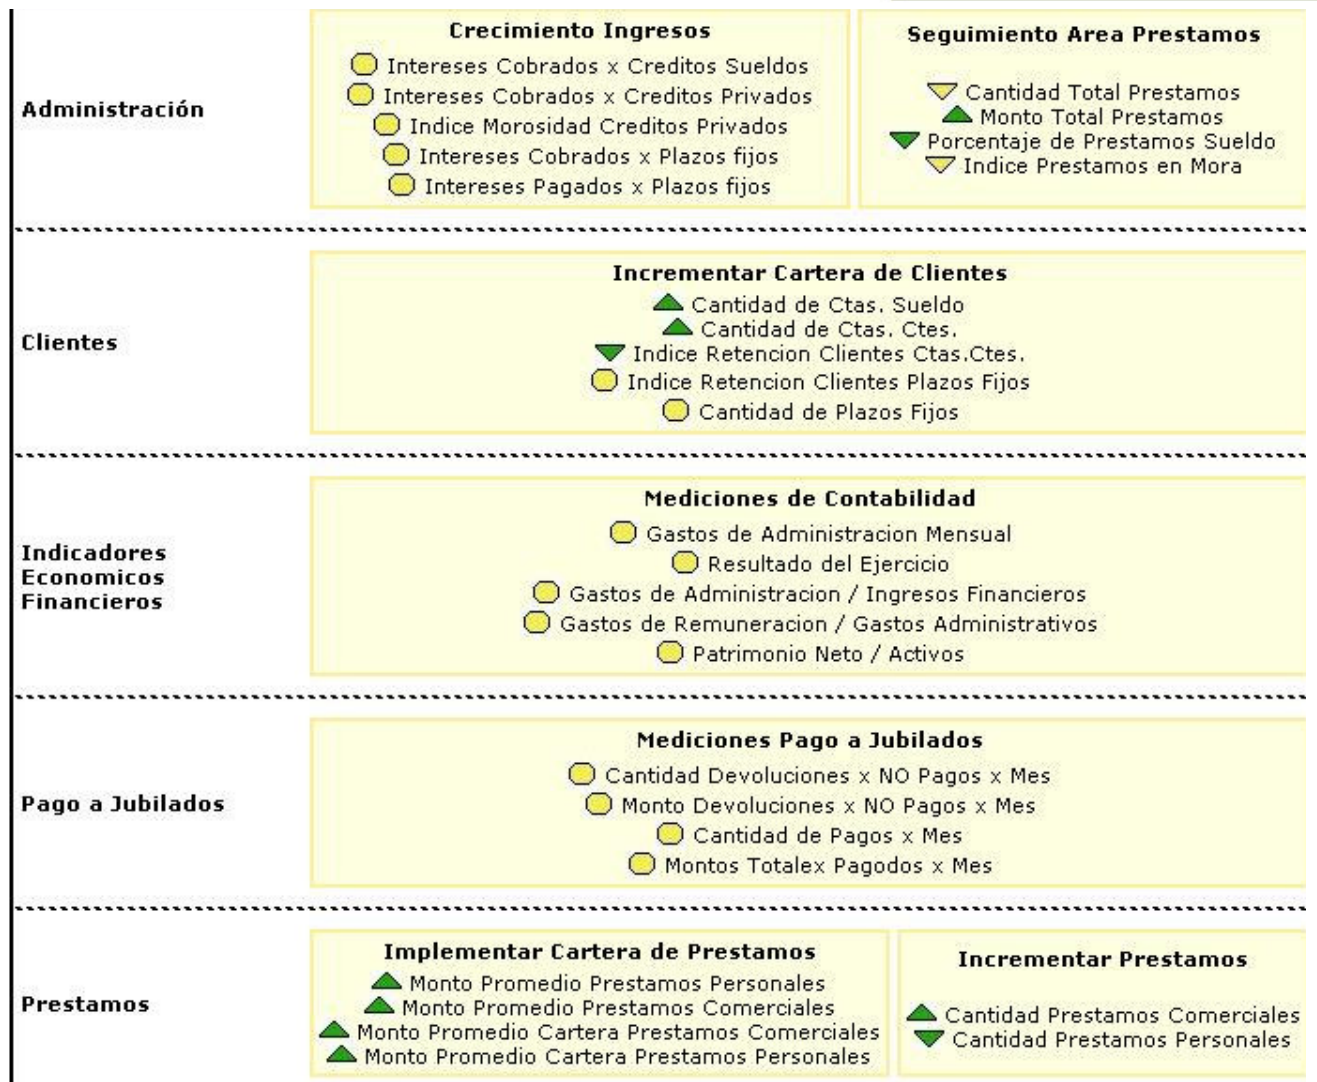 Administración
Crecimiento Ingresos
Intereses Cobrados x Creditos Sueldos
Intereses Cobrados x Creditos Privados
Indice Morosidad Creditos Privados
Intereses Cobrados x Plazos fijos
Intereses Pagados x Plazos fijos
Seguimiento Area Prestamos
Cantidad Total Prestamos
Monto Total Prestamos
Porcentaje de Prestamos Sueldo
Indice Prestamos en Mora
Clientes
Incrementar Cartera de Clientes
Cantidad de Ctas. Sueldo
Cantidad de Ctas. Ctes.
Indice Retencion Clientes Ctas.Ctes.
Indice Retencion Clientes Plazos Fijos
Cantidad de Plazos Fijos
Indicadores
Economicos
Financieros
Mediciones de Contabilidad
Gastos de Administracion Mensual
Resultado del Ejercicio
Gastos de Administracion / Ingresos Financieros
Gastos de Remuneracion / Gastos Administrativos
Patrimonio Neto / Activos
Pago a Jubilados
Mediciones Pago a Jubilados
Cantidad Devoluciones x NO Pagos x Mes
Monto Devoluciones x NO Pagos x Mes
Cantidad de Pagos x Mes
Montos Totalex Pagodos x Mes
Prestamos
Implementar Cartera de Prestamos
Monto Promedio Prestamos Personales
Monto Promedio Prestamos Comerciales
Monto Promedio Cartera Prestamos Comerciales
Monto Promedio Cartera Prestamos Personales
Incrementar Prestamos
Cantidad Prestamos Comerciales
Cantidad Prestamos Personales